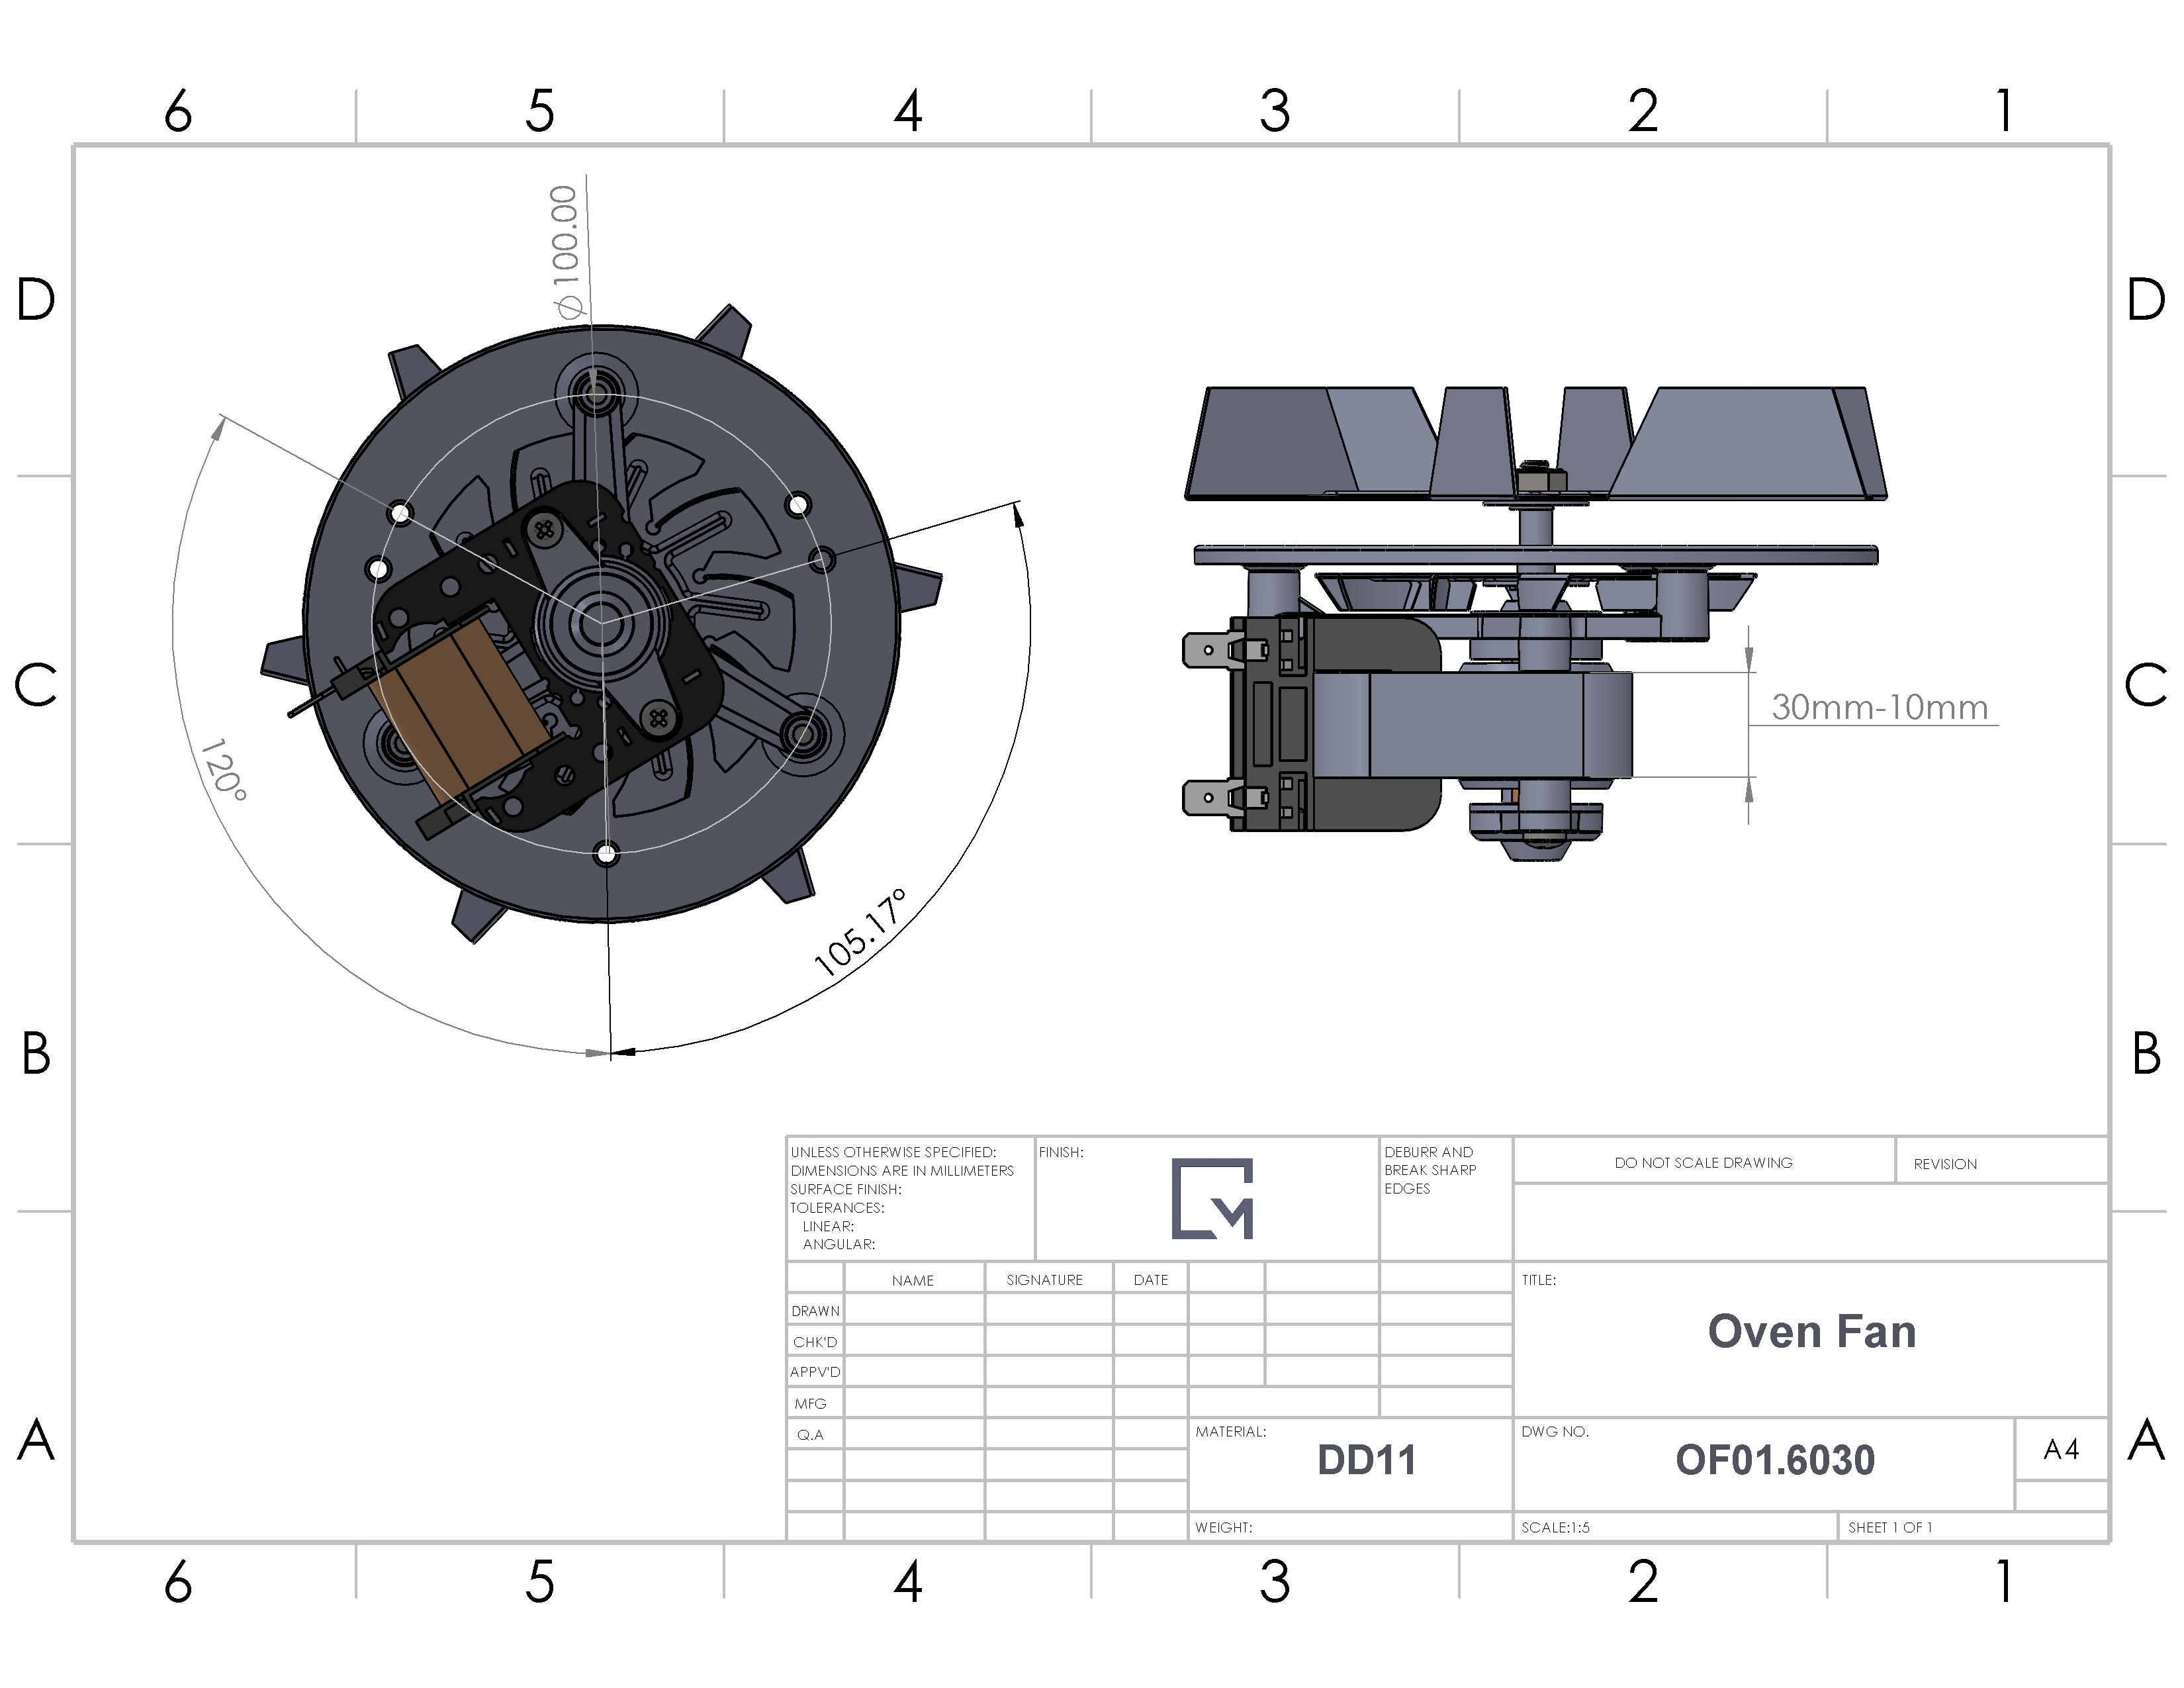 6 5 4 3 2 1
D D
C C
B B
A A
⌀100.00
120°
105.17°
30mm-10mm
UNLESS OTHERWISE SPECIFIED:
DIMENSIONS ARE IN MILLIMETERS
SURFACE FINISH:
TOLERANCES:
LINEAR:
ANGULAR:
FINISH:
DEBURR AND
BREAK SHARP
EDGES
DO NOT SCALE DRAWING
REVISION
NAME SIGNATURE DATE
DRAWN
CHK'D
APPV'D
MFG
Q.A
TITLE:
Oven Fan
MATERIAL:
DD11
DWG NO.
OF01.6030
A4
WEIGHT:
SCALE:1:5
SHEET 1 OF 1
6 5 4 3 2 1